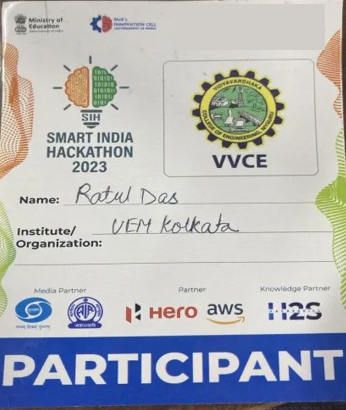 Ministry of
Education
Government of India
MoE's
INNOVATION CELL
(GOVERNMENT OF INDIA)
SIH
SMART INDIA
HACKATHON
2023
VIDYAVARDHAKA
COLLEGE OF ENGINEERING, MYSURU
VVCE
Name: Ratul Das
Institute/ UEM Kolkata
Organization:
Media Partner
Partner
Knowledge Partner
Hero
aws
H2S
PARTICIPANT